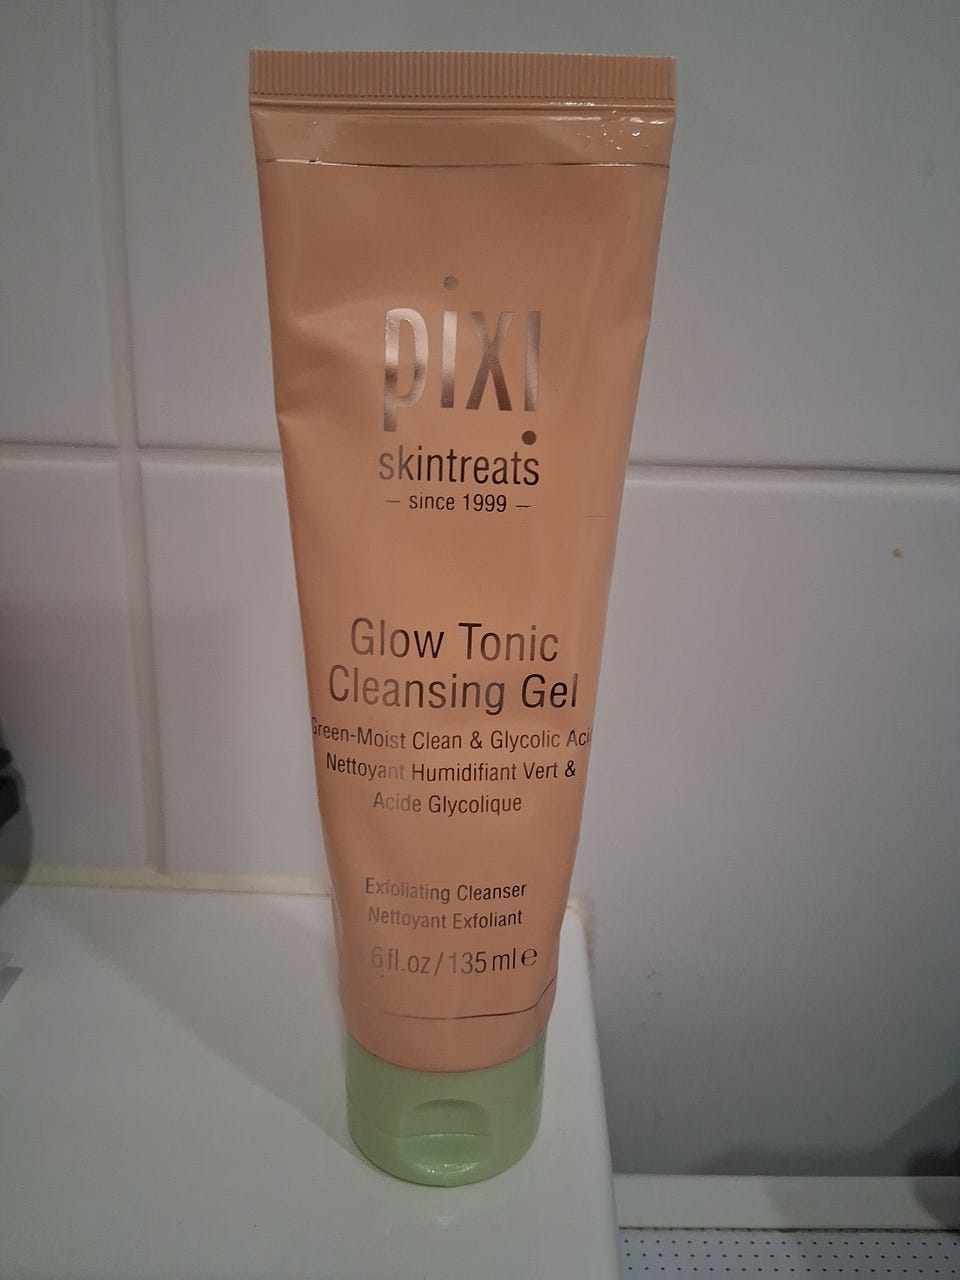 pixi
skintreats
– since 1999 –
Glow Tonic
Cleansing Gel
Green-Moist Clean & Glycolic Aci
Nettoyant Humidifiant Vert &
Acide Glycolique
Exfoliating Cleanser
Nettoyant Exfoliant
.6 fl.oz / 135 ml ℮